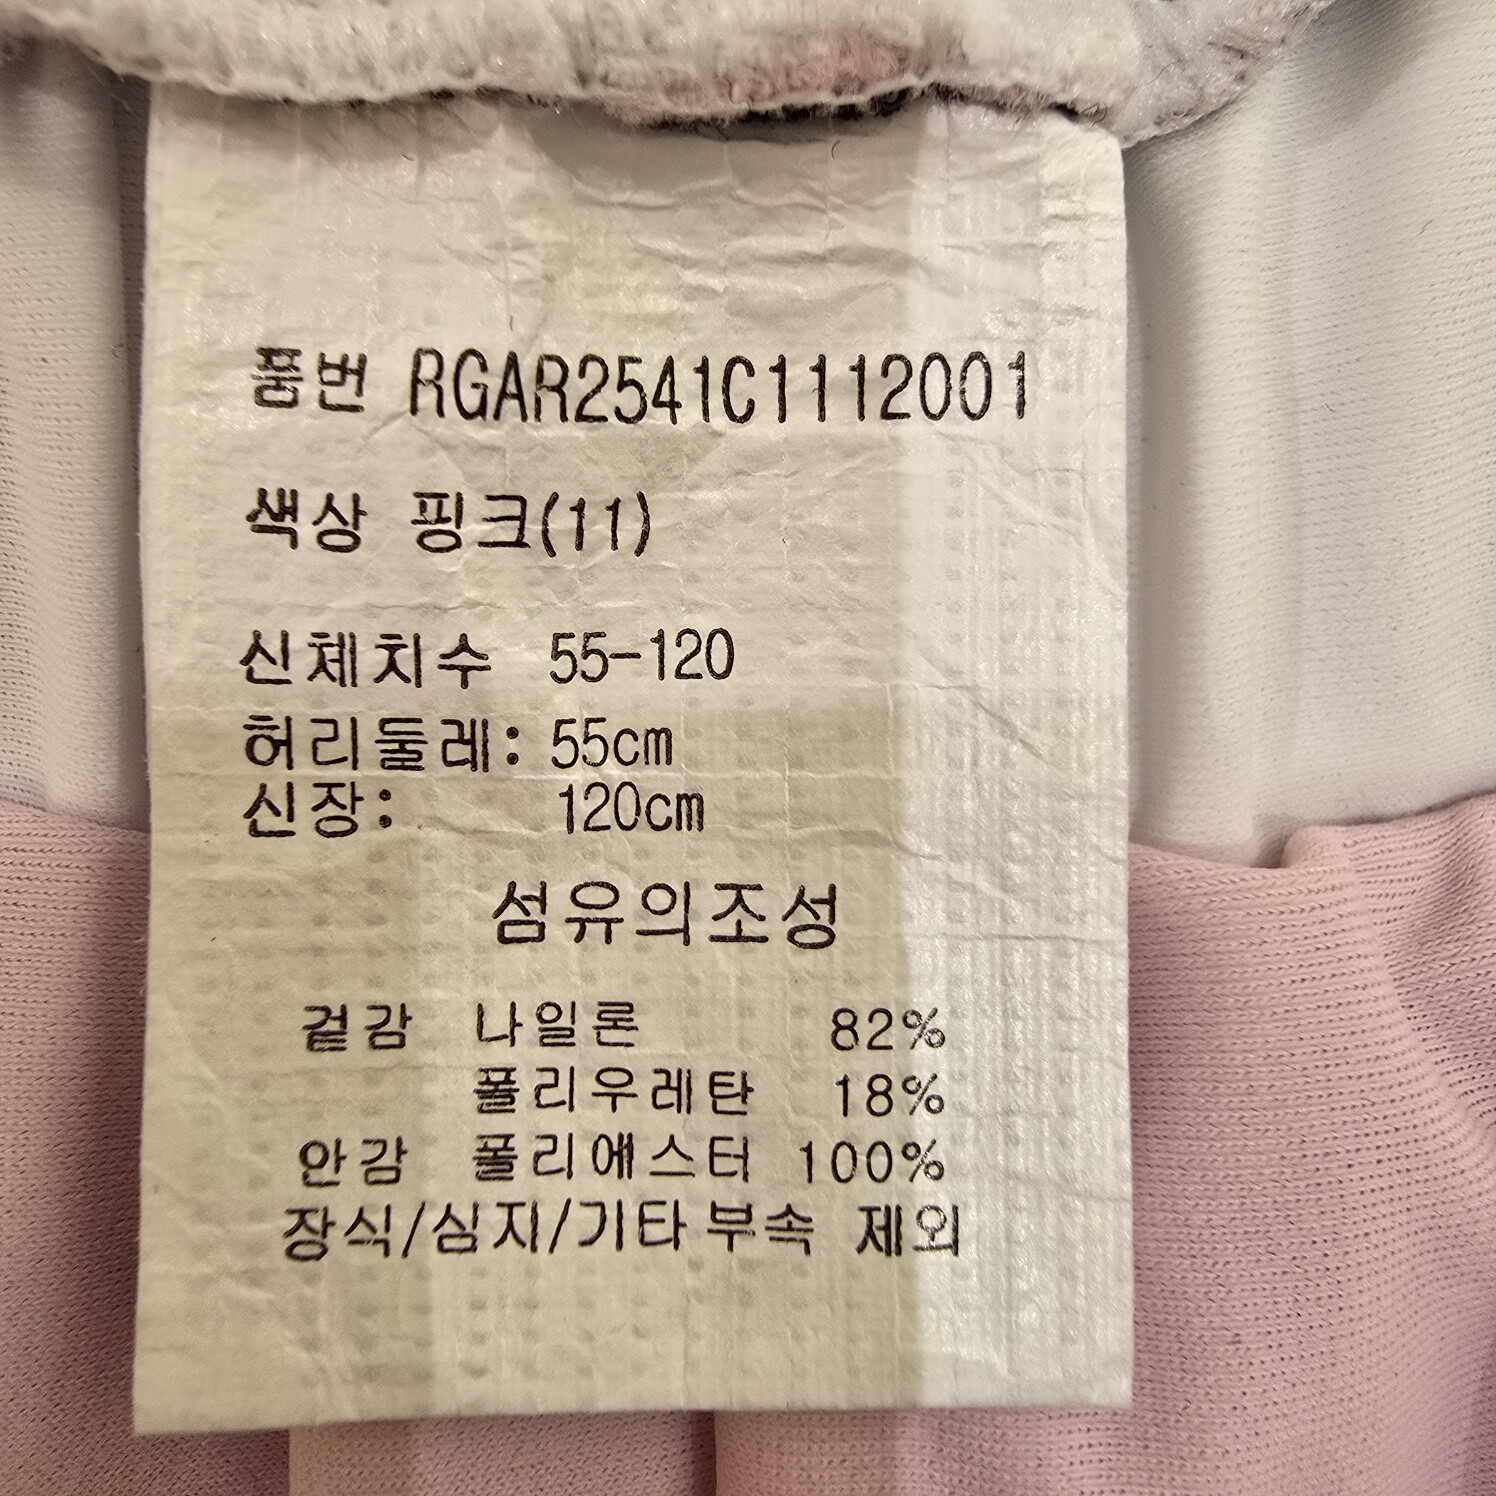 품번 RGAR2541C1112001
색상 핑크(11)
신체치수 55-120
허리둘레: 55cm
신장: 120cm
섬유의조성
겉감 나일론 82%
폴리우레탄 18%
안감 폴리에스터 100%
장식/심지/기타 부속 제외